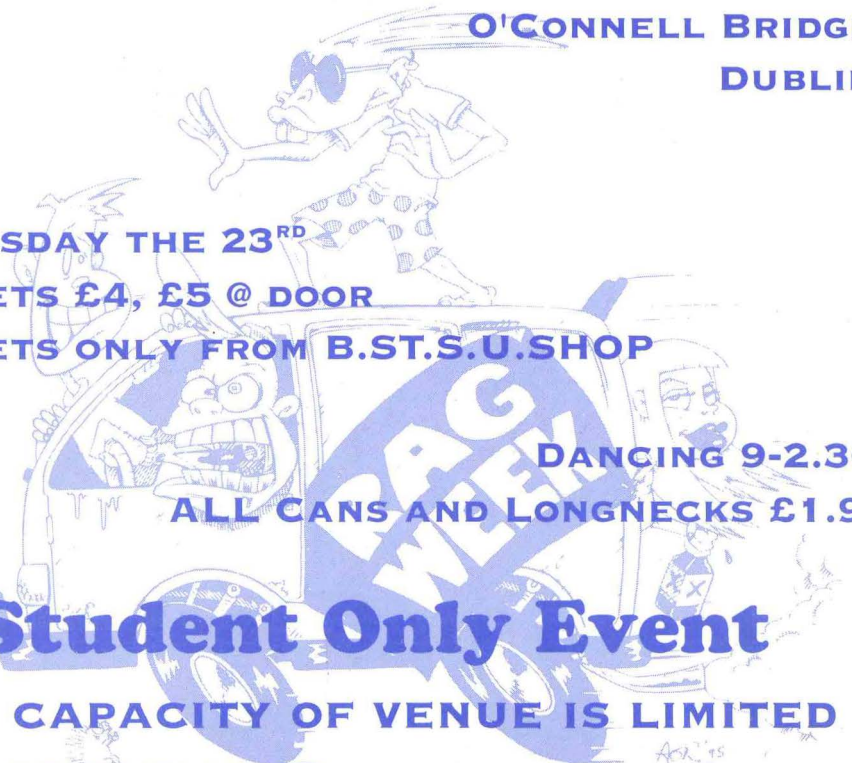 O'CONNELL BRIDG
DUBLI
SDAY THE 23RD
ETS £4, £5 @ DOOR
ETS ONLY FROM B.ST.S.U.SHOP
RAG
WEEK
DANCING 9-2.3
ALL CANS AND LONGNECKS £1.9
Student Only Event
CAPACITY OF VENUE IS LIMITED